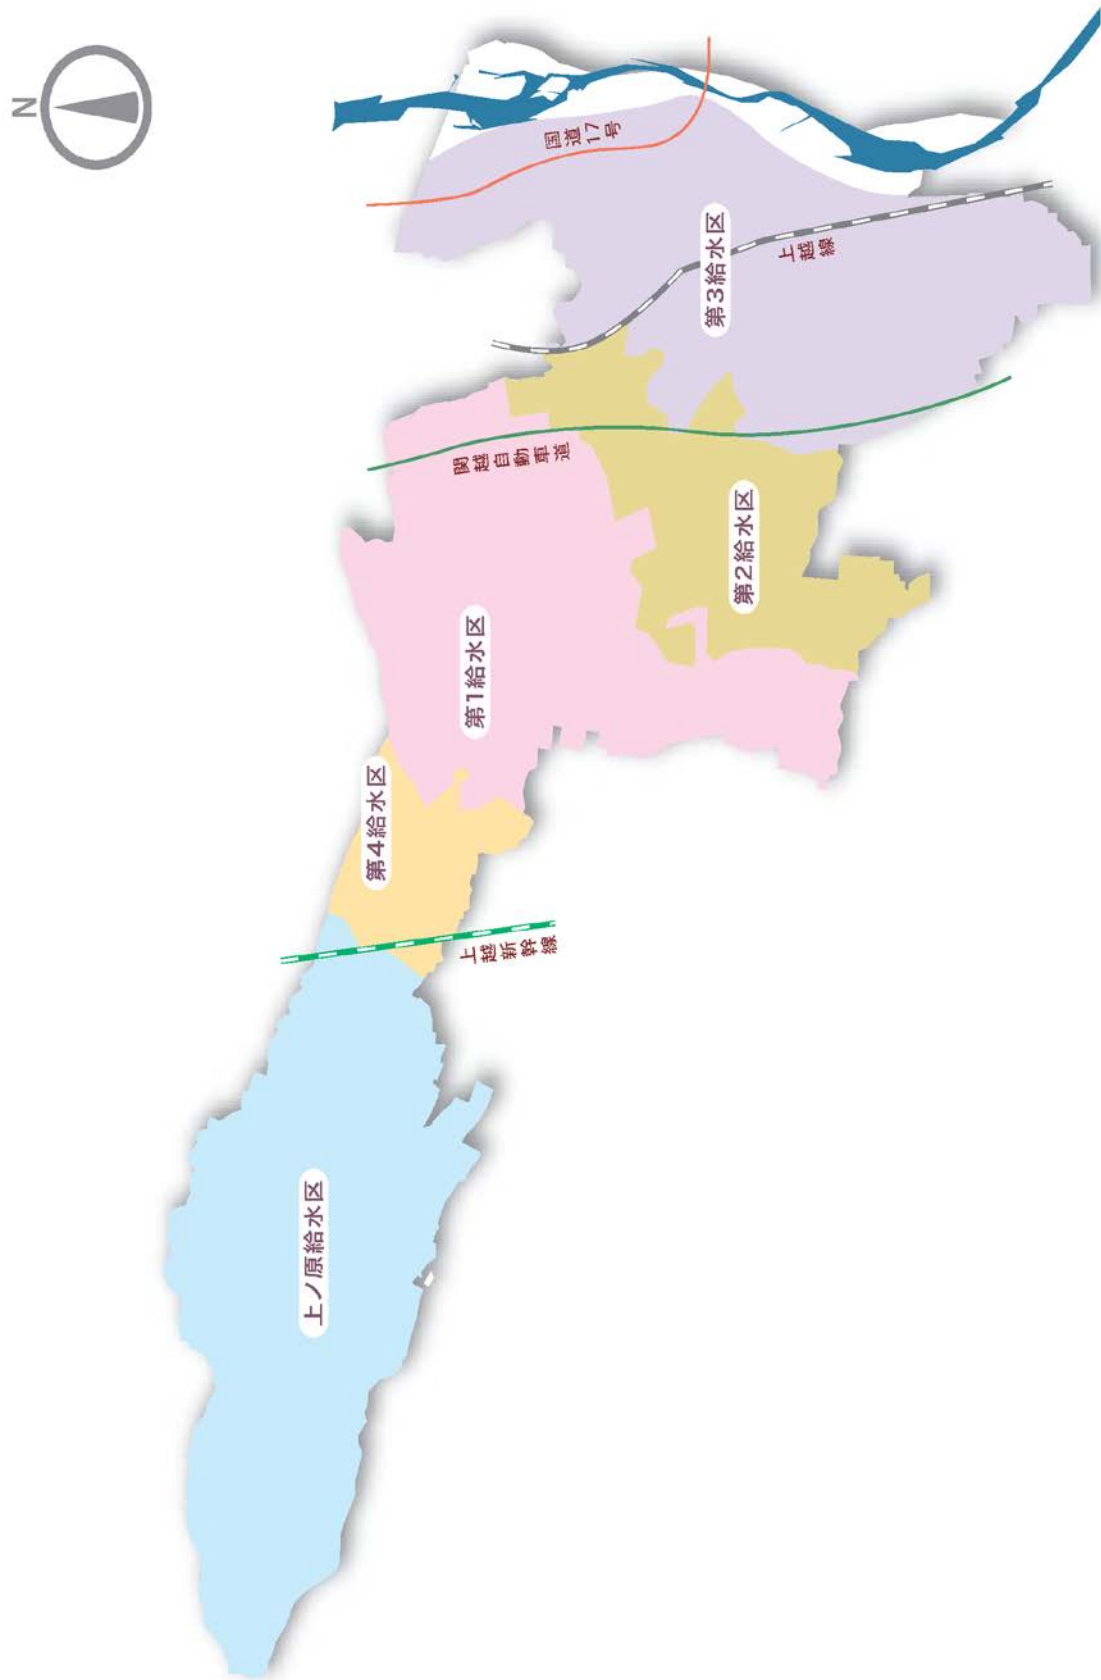 N
国道
17号
上越線
第3給水区
関越自動車道
第2給水区
第1給水区
第4給水区
上越新幹線
上ノ原給水区